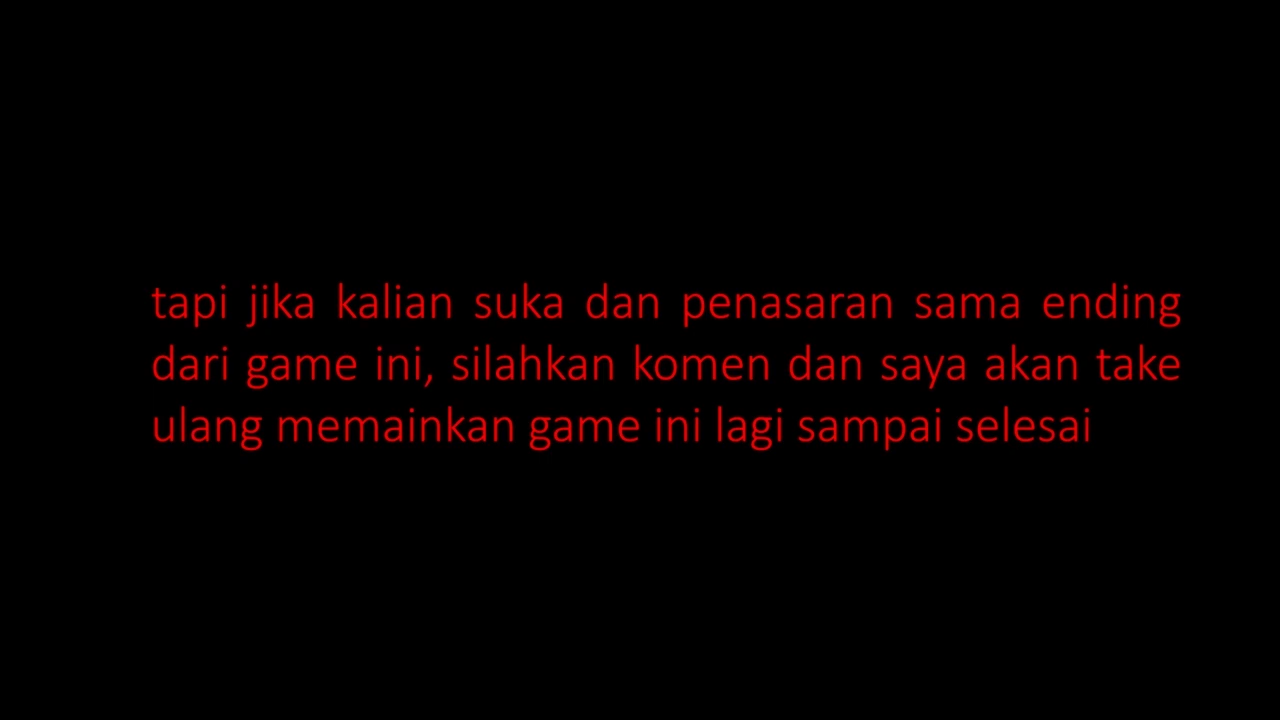 tapi jika kalian suka dan penasaran sama ending
dari game ini, silahkan komen dan saya akan take
ulang memainkan game ini lagi sampai selesai